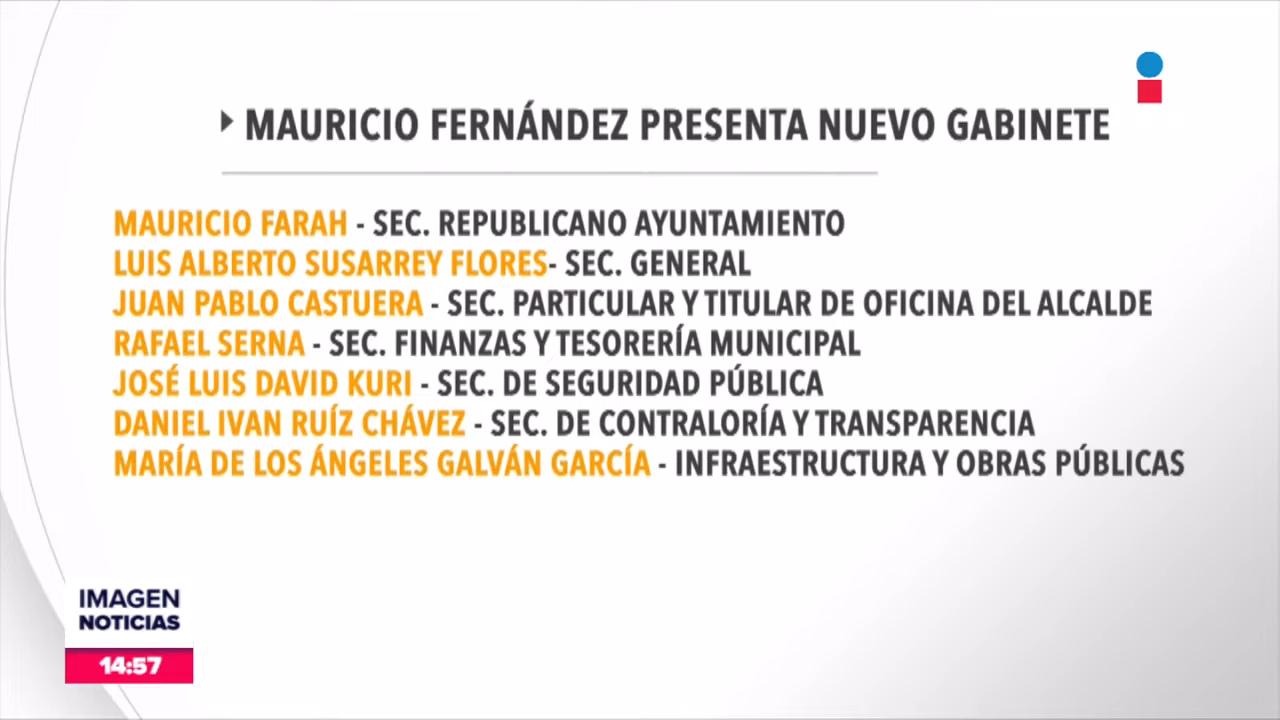 MAURICIO FERNÁNDEZ PRESENTA NUEVO GABINETE
MAURICIO FARAH - SEC. REPUBLICANO AYUNTAMIENTO
LUIS ALBERTO SUSARREY FLORES- SEC. GENERAL
JUAN PABLO CASTUERA - SEC. PARTICULAR Y TITULAR DE OFICINA DEL ALCALDE
RAFAEL SERNA - SEC. FINANZAS Y TESORERÍA MUNICIPAL
JOSÉ LUIS DAVID KURI - SEC. DE SEGURIDAD PÚBLICA
DANIEL IVAN RUÍZ CHÁVEZ - SEC. DE CONTRALORÍA Y TRANSPARENCIA
MARÍA DE LOS ÁNGELES GALVÁN GARCÍA - INFRAESTRUCTURA Y OBRAS PÚBLICAS
IMAGEN
NOTICIAS
14:57